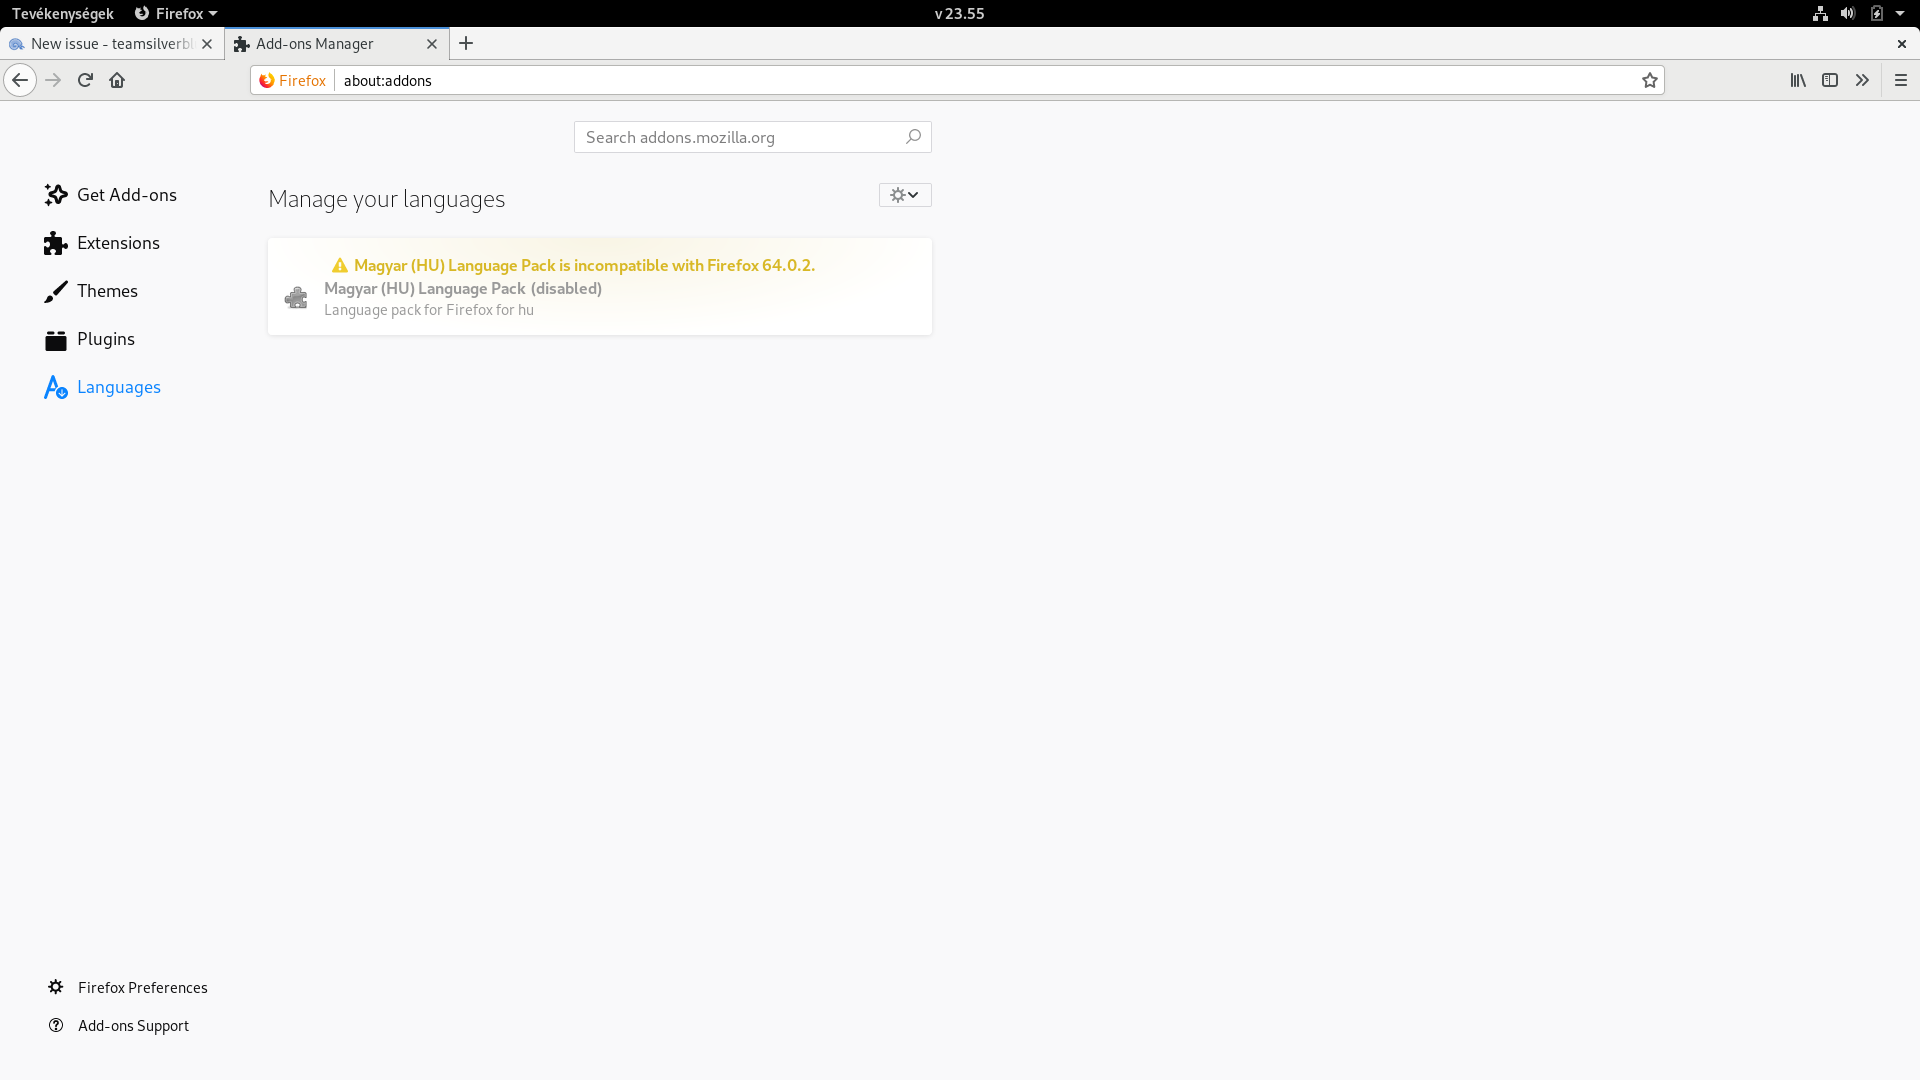 Tevékenységek Firefox v 23.55
New issue - teamsilverbl Add-ons Manager
Firefox about:addons
Search addons.mozilla.org
Get Add-ons
Manage your languages
Extensions
Magyar (HU) Language Pack is incompatible with Firefox 64.0.2.
Magyar (HU) Language Pack (disabled)
Language pack for Firefox for hu
Themes
Plugins
Languages
Firefox Preferences
Add-ons Support